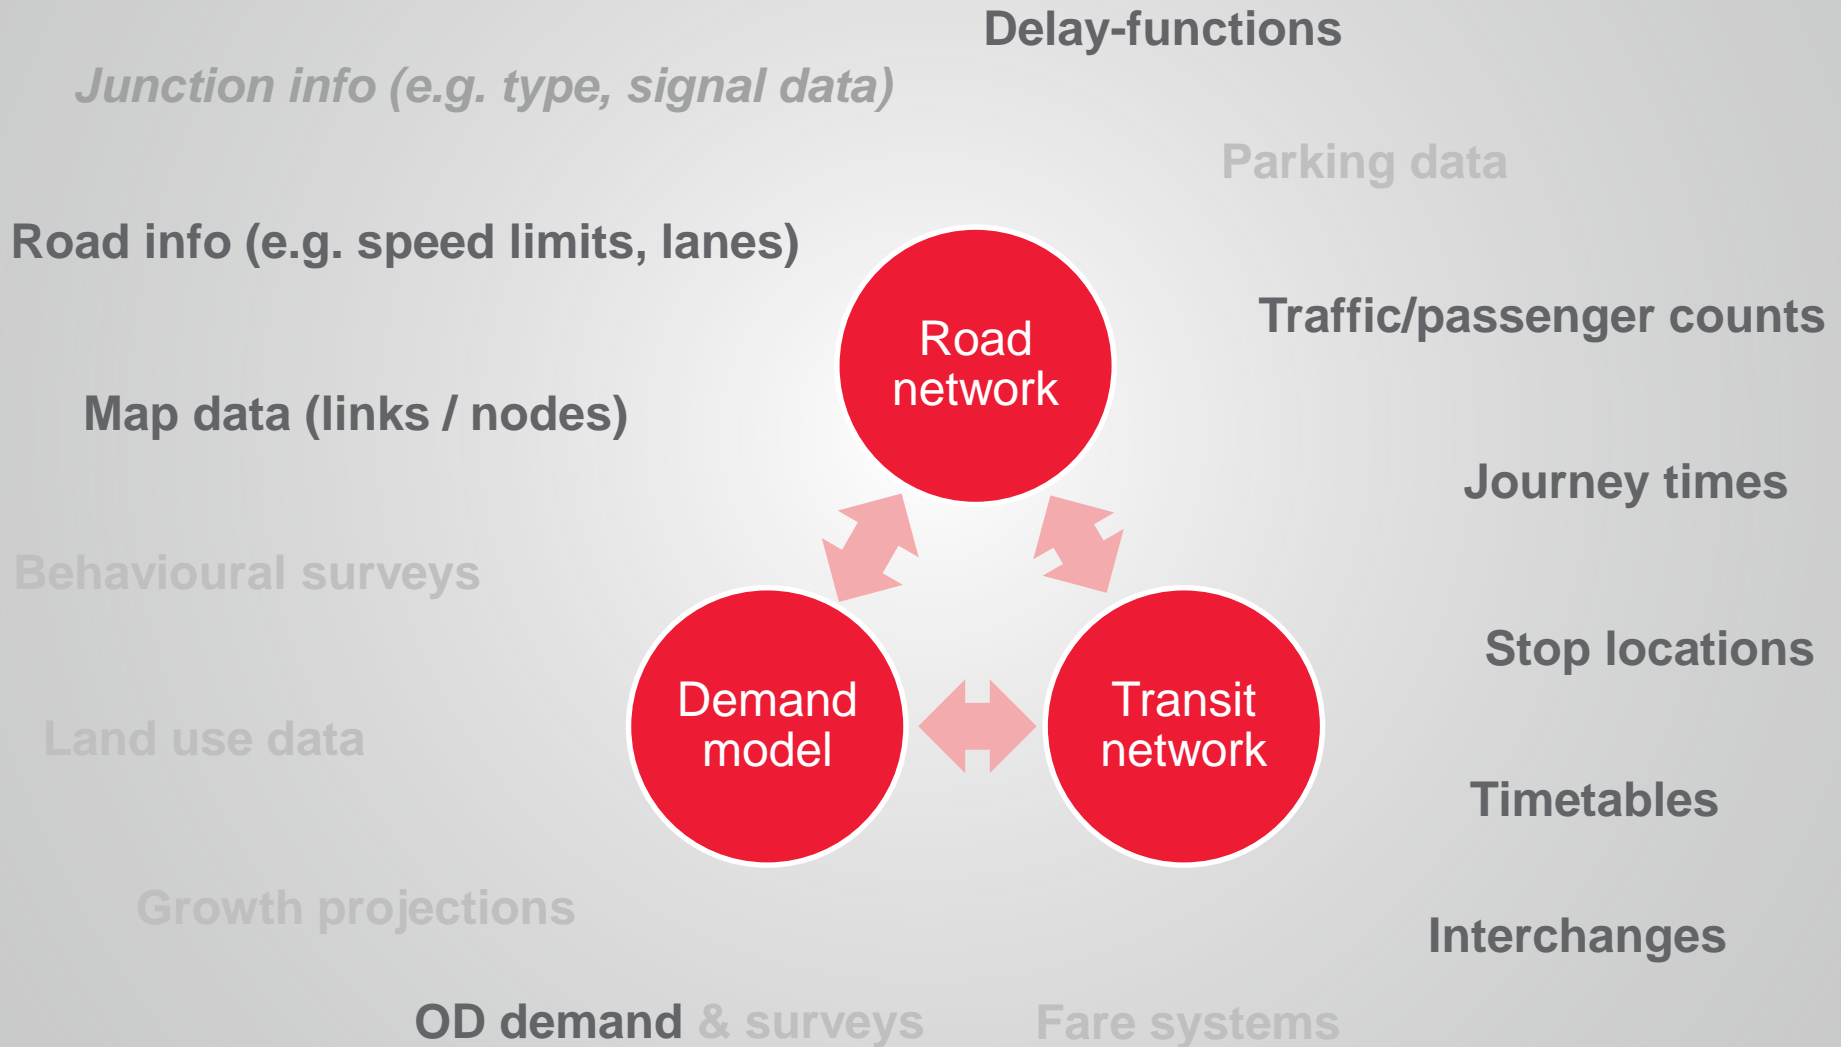 Delay-functions
Junction info (e.g. type, signal data)
Parking data
Road info (e.g. speed limits, lanes)
Traffic/passenger counts
Road
network
Map data (links / nodes)
Journey times
Behavioural surveys
Stop locations
Demand
model
Transit
network
Land use data
Timetables
Growth projections
Interchanges
OD demand & surveys
Fare systems